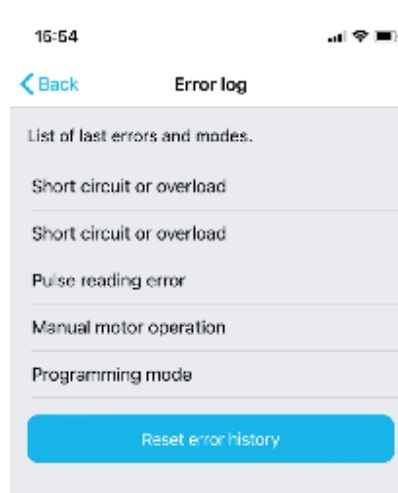 15:54
Back
Error log
List of last errors and modes.
Short circuit or overload
Short circuit or overload
Pulse reading error
Manual motor operation
Programming mode
Reset error history